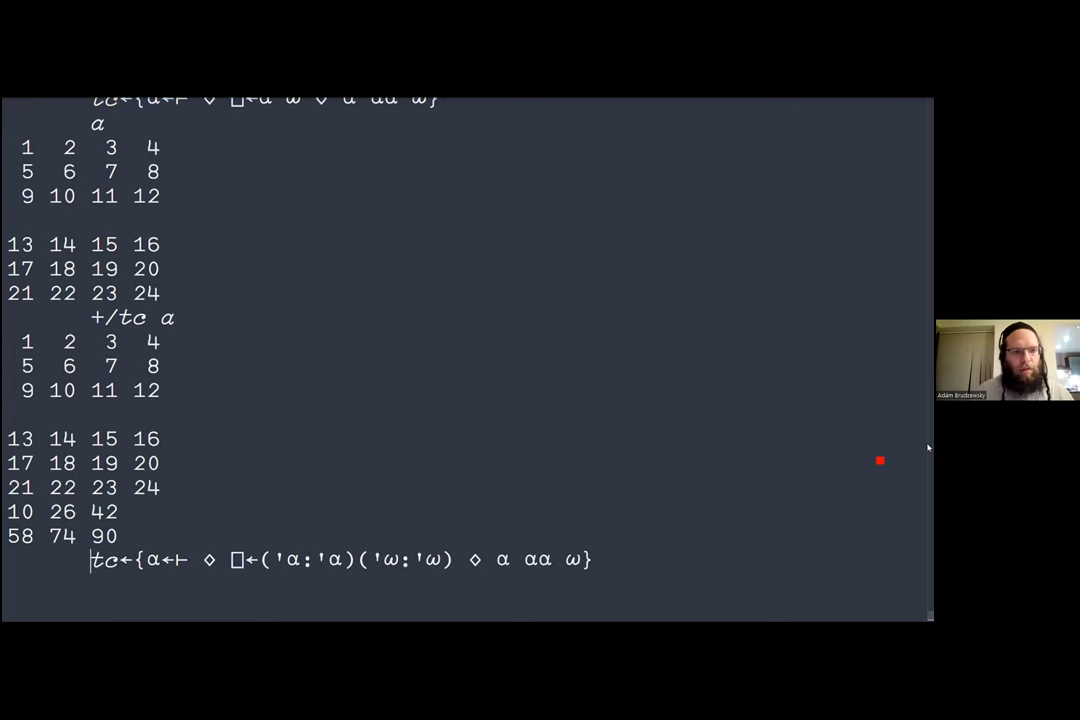 tc←{⍺←⊢ ⋄ ⎕←⍺ ⍵ ⋄ ⍺ ⍺⍺ ⍵}
a
1 2 3 4
5 6 7 8
9 10 11 12
13 14 15 16
17 18 19 20
21 22 23 24
+/tc a
1 2 3 4
5 6 7 8
9 10 11 12
13 14 15 16
17 18 19 20
21 22 23 24
10 26 42
58 74 90
tc←{⍺←⊢ ⋄ ⎕←('⍺:'⍺)('⍵:'⍵) ⋄ ⍺ ⍺⍺ ⍵}
Adám Brudzewsky